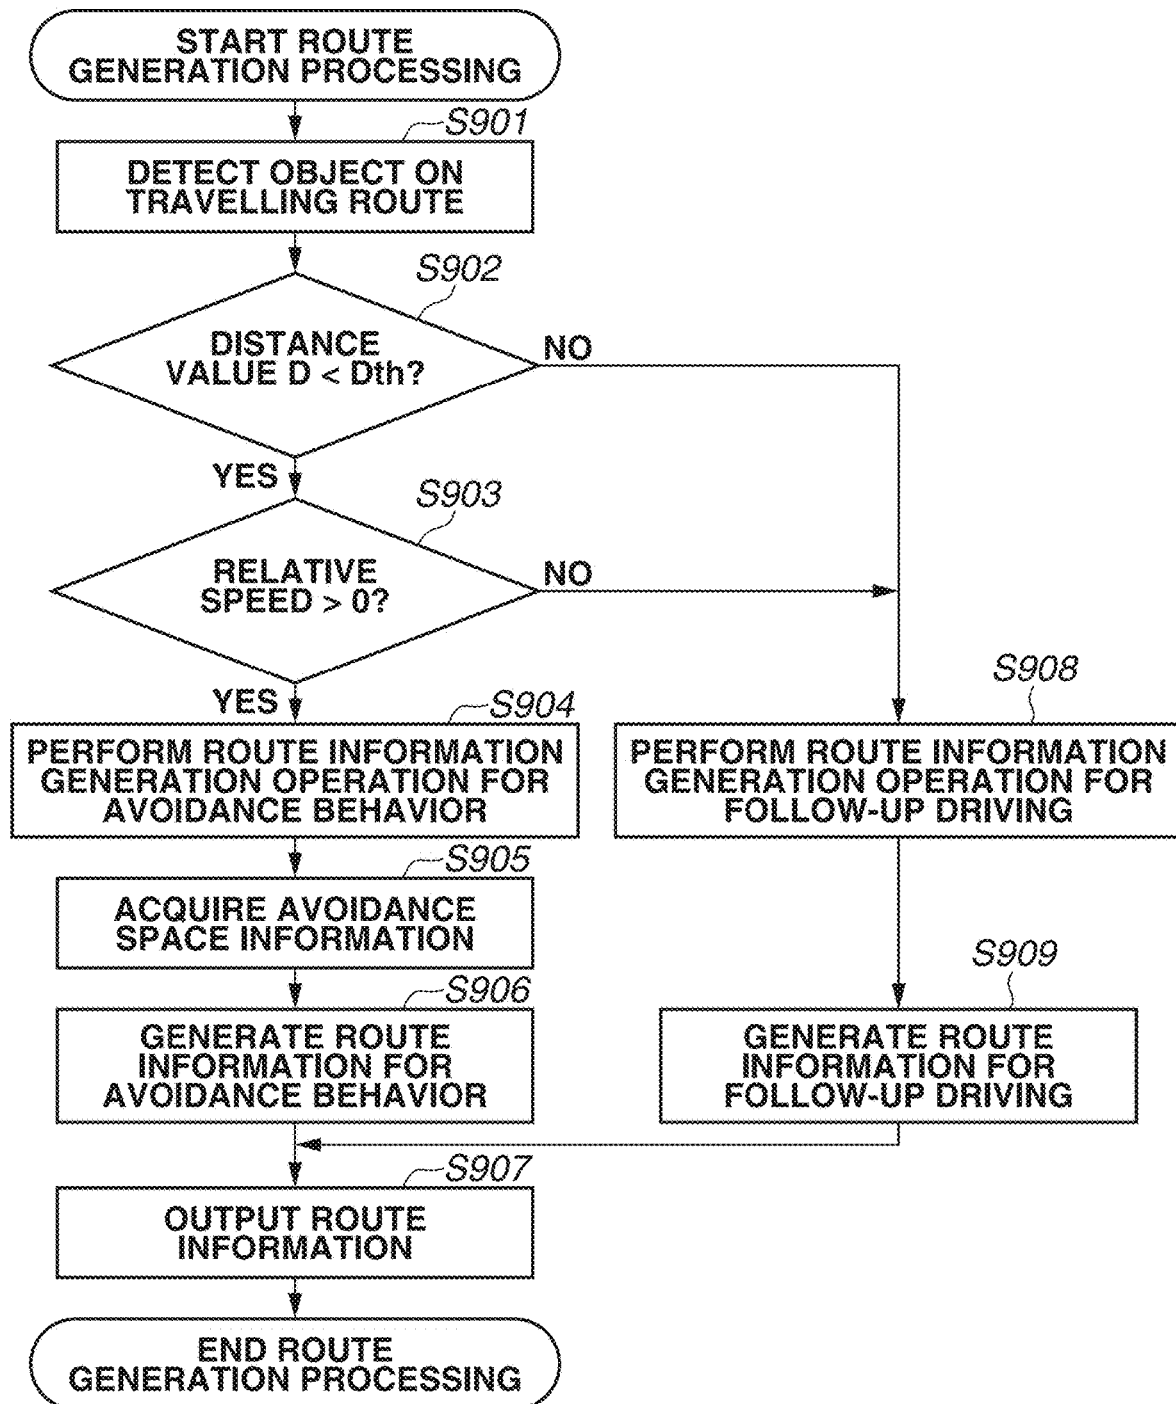 START ROUTE
GENERATION PROCESSING
S901
DETECT OBJECT ON
TRAVELLING ROUTE
S902
DISTANCE
VALUE D < Dth?
NO
YES
S903
RELATIVE
SPEED > 0?
NO
YES
S904
PERFORM ROUTE INFORMATION
GENERATION OPERATION FOR
AVOIDANCE BEHAVIOR
S908
PERFORM ROUTE INFORMATION
GENERATION OPERATION FOR
FOLLOW-UP DRIVING
S905
ACQUIRE AVOIDANCE
SPACE INFORMATION
S906
GENERATE ROUTE
INFORMATION FOR
AVOIDANCE BEHAVIOR
S909
GENERATE ROUTE
INFORMATION FOR
FOLLOW-UP DRIVING
S907
OUTPUT ROUTE
INFORMATION
END ROUTE
GENERATION PROCESSING